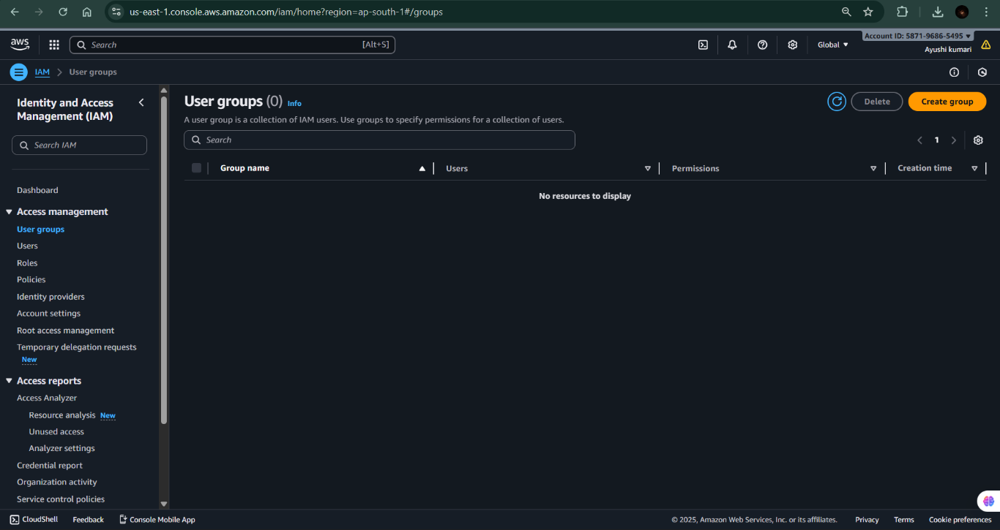 us-east-1.console.aws.amazon.com/iam/home?region=ap-south-1#/groups
aws
Search [Alt+S]
Global
Account ID: 5871-9686-5495
Ayushi kumari
IAM
User groups
Identity and Access
Management (IAM)
Search IAM
Dashboard
Access management
User groups
Users
Roles
Policies
Identity providers
Account settings
Root access management
Temporary delegation requests
New
Access reports
Access Analyzer
Resource analysis New
Unused access
Analyzer settings
Credential report
Organization activity
Service control policies
User groups (0) Info
A user group is a collection of IAM users. Use groups to specify permissions for a collection of users.
Delete
Create group
Search
1
Group name Users Permissions Creation time
No resources to display
CloudShell Feedback Console Mobile App
© 2025, Amazon Web Services, Inc. or its affiliates. Privacy Terms Cookie preferences